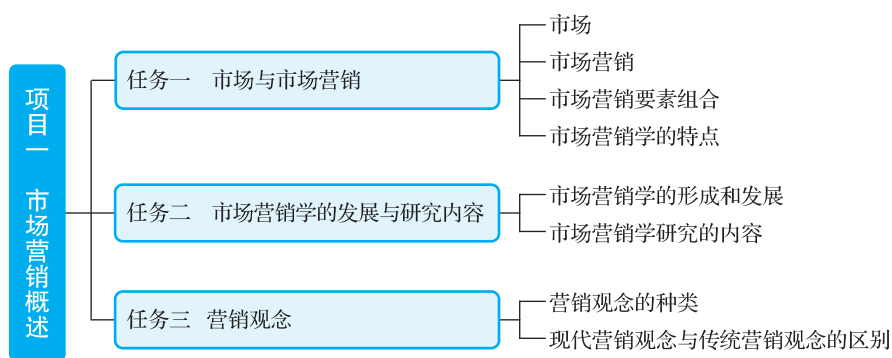 项目一 市场营销概述
任务一 市场与市场营销
市场
市场营销
市场营销要素组合
市场营销学的特点
任务二 市场营销学的发展与研究内容
市场营销学的形成和发展
市场营销学研究的内容
任务三 营销观念
营销观念的种类
现代营销观念与传统营销观念的区别